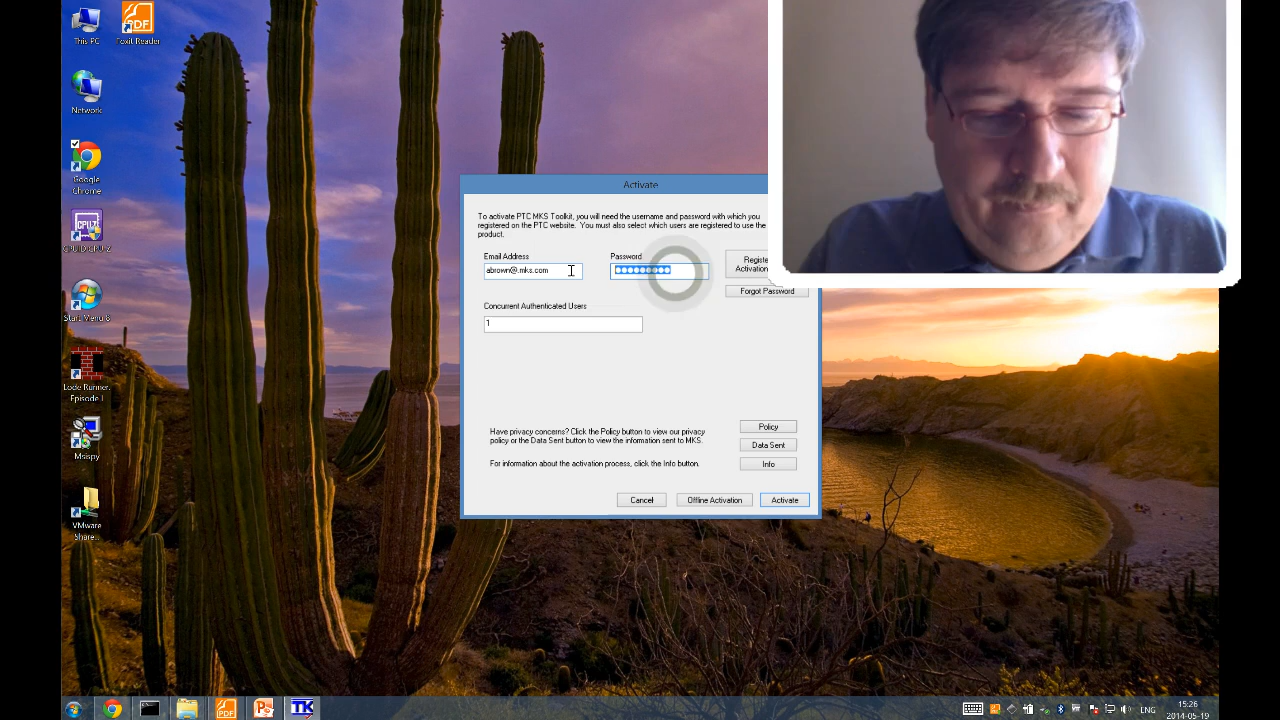 This PC
Foxit Reader
Network
Google
Chrome
CPUID CPU-Z
Start Menu 8
Lode Runner.
Episode I
Msispy
VMware
Share...
Activate
To activate PTC MKS Toolkit, you will need the username and password with which you
registered on the PTC website. You must also select which users are registered to use the
product.
Email Address
Password
abrown@.mks.com
Register
Activation
Forgot Password
Concurrent Authenticated Users
1
Have privacy concerns? Click the Policy button to view our privacy
policy or the Data Sent button to view the information sent to MKS.
For information about the activation process, click the Info button.
Policy
Data Sent
Info
Cancel
Offline Activation
Activate
TK
ENG
15:26
2014-05-19